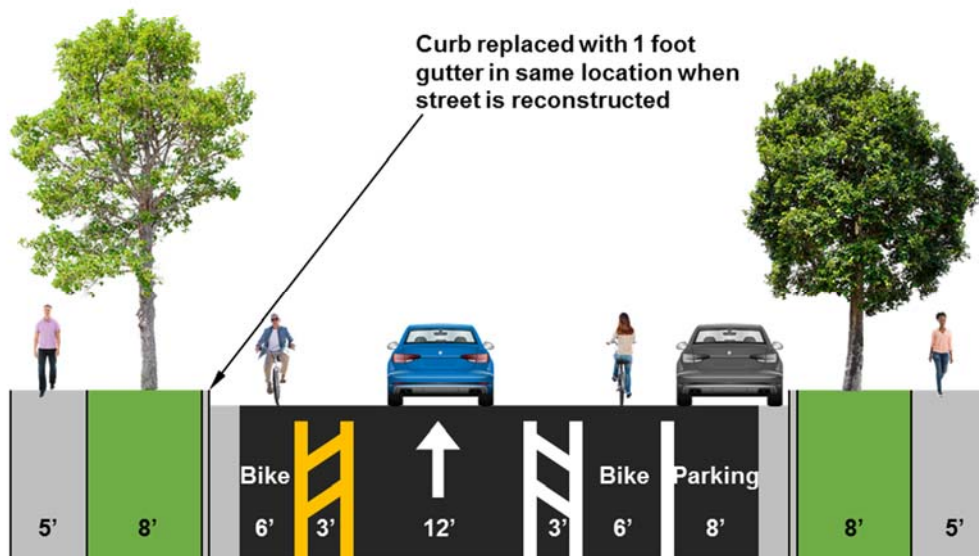 Curb replaced with 1 foot
gutter in same location when
street is reconstructed
Bike Bike Parking
5’ 8’ 6’ 3’ 12’ 3’ 6’ 8’ 8’ 5’